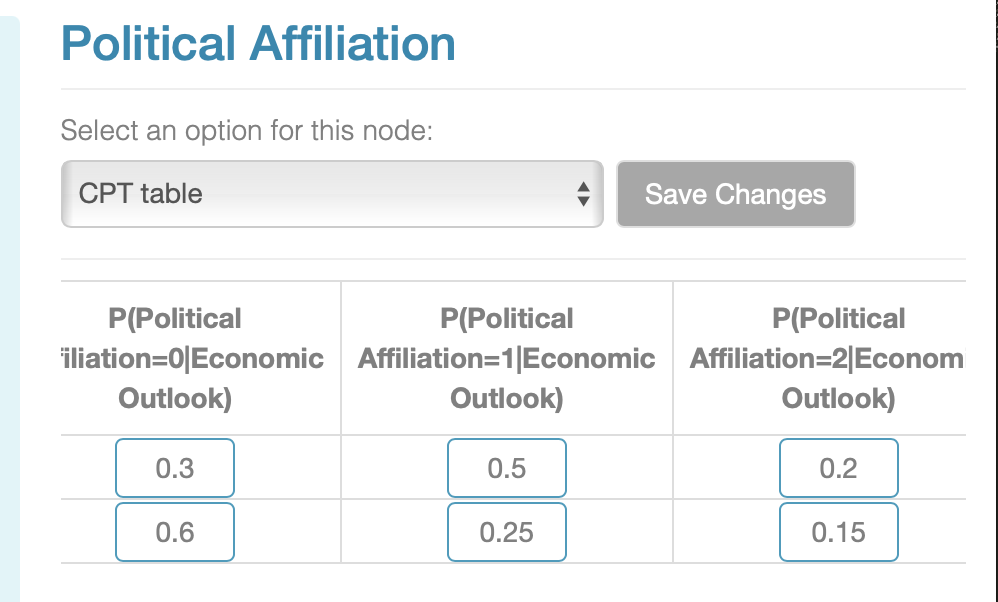 Political Affiliation
Select an option for this node:
CPT table
Save Changes
P(Political
iliation=0|Economic
Outlook)
P(Political
Affiliation=1|Economic
Outlook)
P(Political
Affiliation=2|Econom
Outlook)
0.3 0.5 0.2
0.6 0.25 0.15